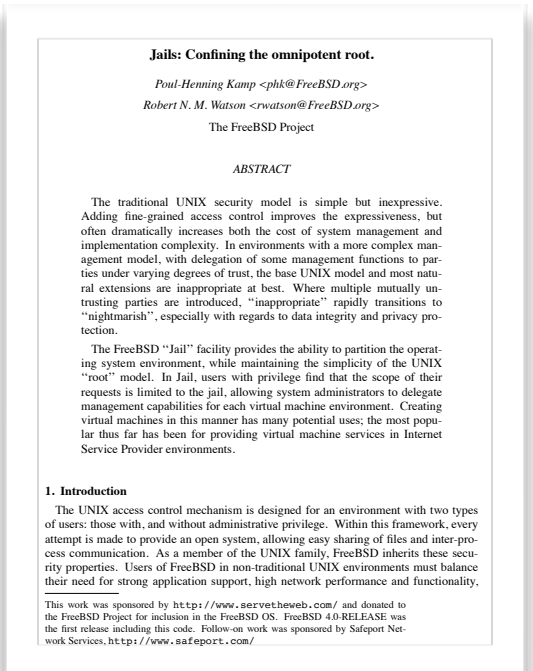 Jails: Confining the omnipotent root.
Poul-Henning Kamp <phk@FreeBSD.org>
Robert N. M. Watson <rwatson@FreeBSD.org>
The FreeBSD Project
ABSTRACT
The traditional UNIX security model is simple but inexpressive.
Adding fine-grained access control improves the expressiveness, but
often dramatically increases both the cost of system management and
implementation complexity. In environments with a more complex man-
agement model, with delegation of some management functions to par-
ties under varying degrees of trust, the base UNIX model and most natu-
ral extensions are inappropriate at best. Where multiple mutually un-
trusting parties are introduced, ‘‘inappropriate’’ rapidly transitions to
‘‘nightmarish’’, especially with regards to data integrity and privacy pro-
tection.
The FreeBSD ‘‘Jail’’ facility provides the ability to partition the operat-
ing system environment, while maintaining the simplicity of the UNIX
‘‘root’’ model. In Jail, users with privilege find that the scope of their
requests is limited to the jail, allowing system administrators to delegate
management capabilities for each virtual machine environment. Creating
virtual machines in this manner has many potential uses; the most popu-
lar thus far has been for providing virtual machine services in Internet
Service Provider environments.
1. Introduction
The UNIX access control mechanism is designed for an environment with two types
of users: those with, and without administrative privilege. Within this framework, every
attempt is made to provide an open system, allowing easy sharing of files and inter-pro-
cess communication. As a member of the UNIX family, FreeBSD inherits these secu-
rity properties. Users of FreeBSD in non-traditional UNIX environments must balance
their need for strong application support, high network performance and functionality,
This work was sponsored by http://www.servetheweb.com/ and donated to
the FreeBSD Project for inclusion in the FreeBSD OS. FreeBSD 4.0-RELEASE was
the first release including this code. Follow-on work was sponsored by Safeport Net-
work Services, http://www.safeport.com/